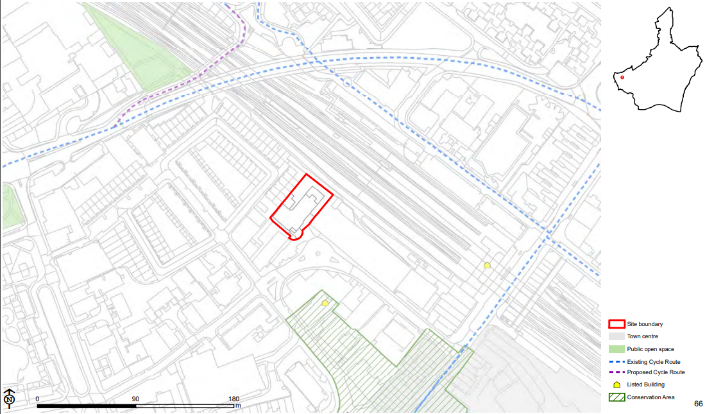 Site boundary
Town centre
Public open space
Existing Cycle Route
Proposed Cycle Route
Listed Building
Conservation Area
N
0 90 180
m
66